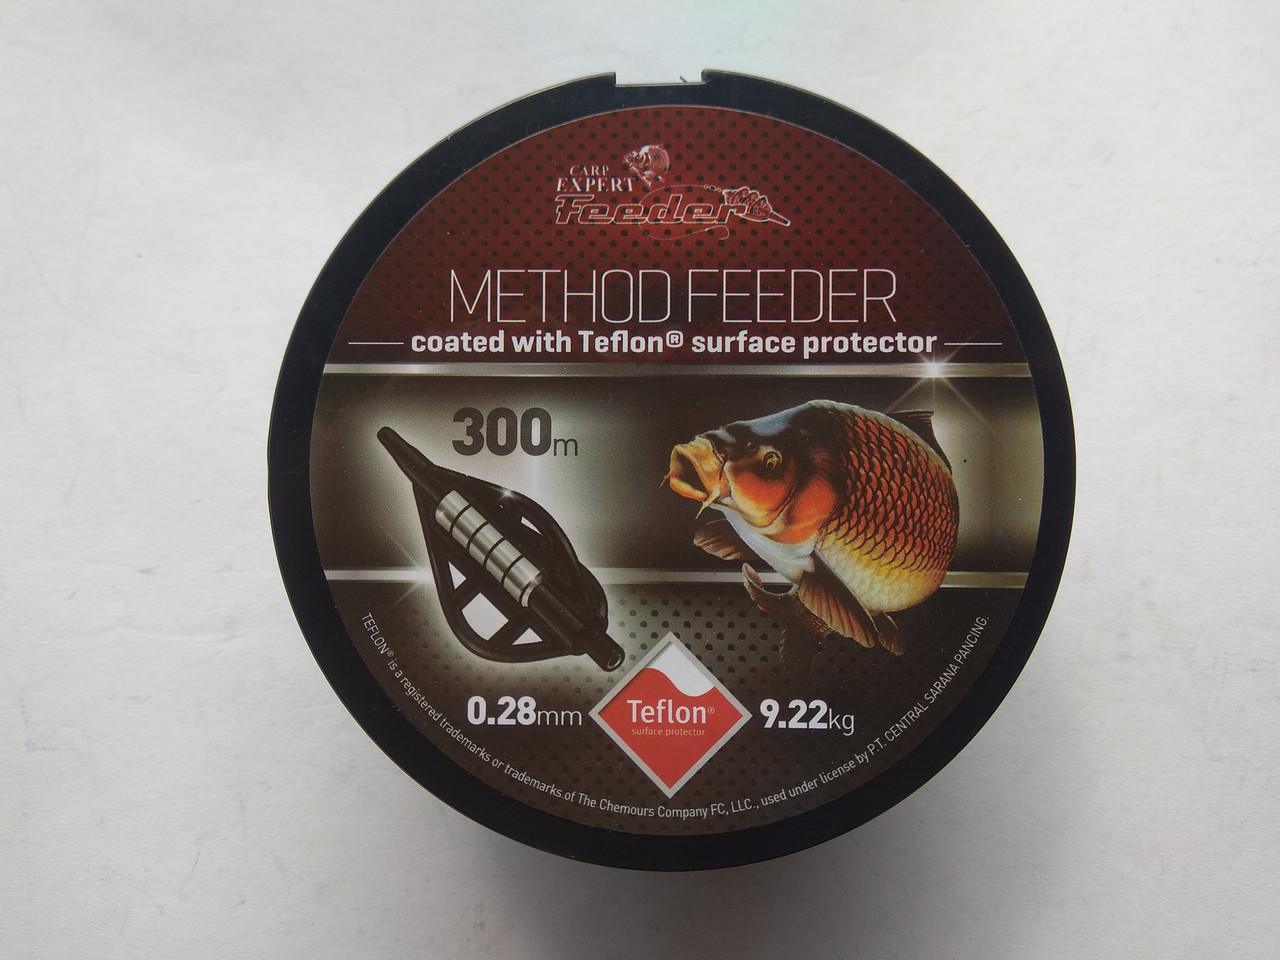 CARP
EXPERT
Feeder
METHOD FEEDER
coated with Teflon® surface protector
300m
0.28mm
Teflon®
surface protector
9.22kg
TEFLON® is a registered trademarks or trademarks of The Chemours Company FC, LLC., used under license by P.T. CENTRAL SARANA PANCING.